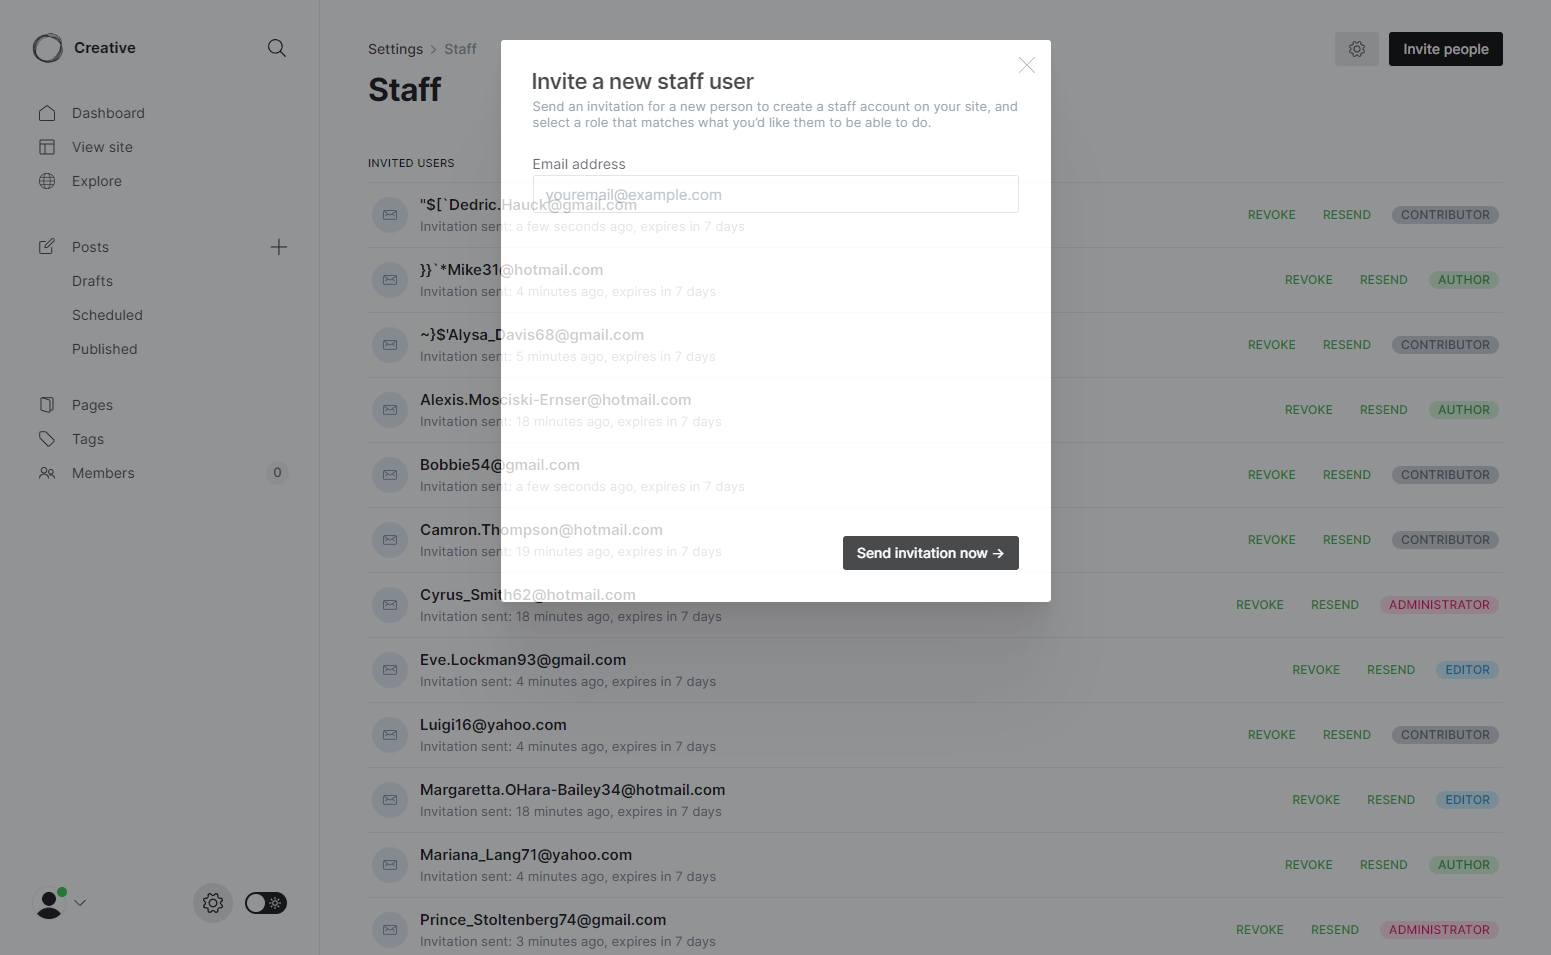 Creative
Dashboard
View site
Explore
Posts
Drafts
Scheduled
Published
Pages
Tags
Members
0
Settings > Staff
Staff
Invite people
INVITED USERS
"$[`Dedric.Hauck@gmail.com
Invitation sent: a few seconds ago, expires in 7 days
REVOKE RESEND CONTRIBUTOR
}}`*Mike31@hotmail.com
Invitation sent: 4 minutes ago, expires in 7 days
REVOKE RESEND AUTHOR
~}$'Alysa_Davis68@gmail.com
Invitation sent: 5 minutes ago, expires in 7 days
REVOKE RESEND CONTRIBUTOR
Alexis.Mosciski-Ernser@hotmail.com
Invitation sent: 18 minutes ago, expires in 7 days
REVOKE RESEND AUTHOR
Bobbie54@gmail.com
Invitation sent: a few seconds ago, expires in 7 days
REVOKE RESEND CONTRIBUTOR
Camron.Thompson@hotmail.com
Invitation sent: 19 minutes ago, expires in 7 days
REVOKE RESEND CONTRIBUTOR
Cyrus_Smith62@hotmail.com
Invitation sent: 18 minutes ago, expires in 7 days
REVOKE RESEND ADMINISTRATOR
Eve.Lockman93@gmail.com
Invitation sent: 4 minutes ago, expires in 7 days
REVOKE RESEND EDITOR
Luigi16@yahoo.com
Invitation sent: 4 minutes ago, expires in 7 days
REVOKE RESEND CONTRIBUTOR
Margaretta.OHara-Bailey34@hotmail.com
Invitation sent: 18 minutes ago, expires in 7 days
REVOKE RESEND EDITOR
Mariana_Lang71@yahoo.com
Invitation sent: 4 minutes ago, expires in 7 days
REVOKE RESEND AUTHOR
Prince_Stoltenberg74@gmail.com
Invitation sent: 3 minutes ago, expires in 7 days
REVOKE RESEND ADMINISTRATOR
Invite a new staff user
Send an invitation for a new person to create a staff account on your site, and
select a role that matches what you'd like them to be able to do.
Email address
youremail@example.com
Send invitation now →